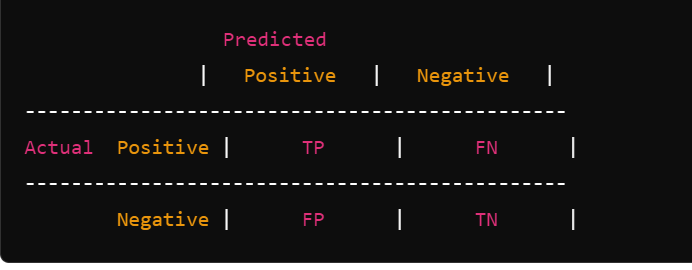 Predicted
| Positive | Negative |
-----------------------------------------------
Actual Positive | TP | FN |
-----------------------------------------------
Negative | FP | TN |